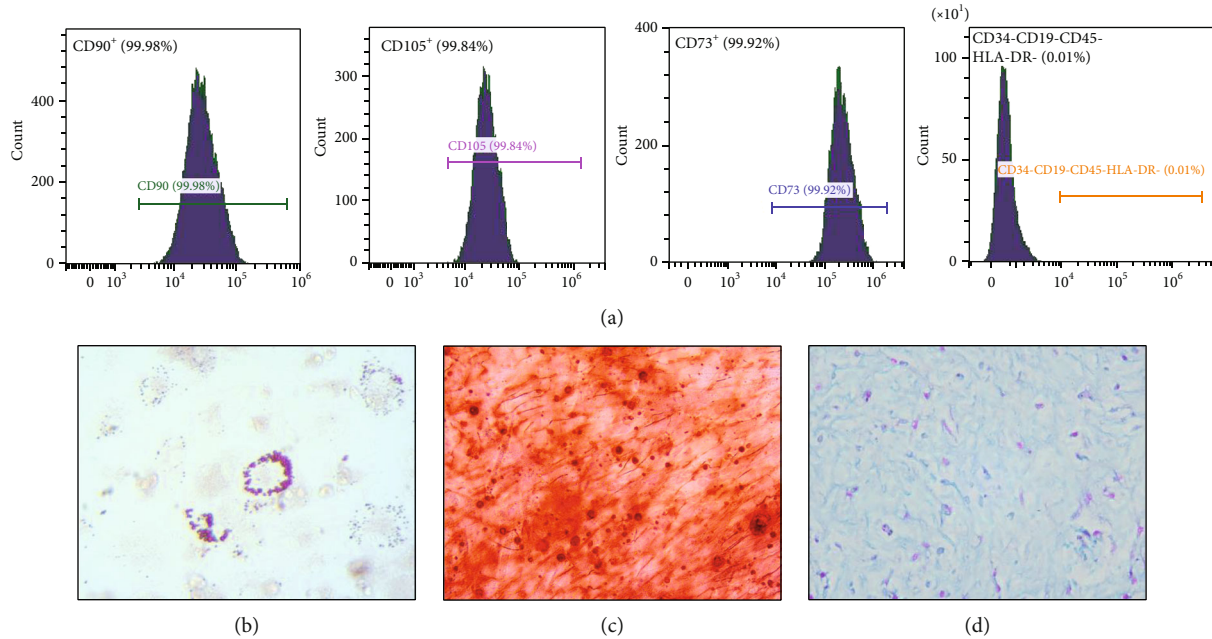 CD90⁺ (99.98%)
Count
400
200
0
CD90 (99.98%)
0 10³ 10⁴ 10⁵ 10⁶
CD105⁺ (99.84%)
Count
300
200
100
0
CD105 (99.84%)
0 10³ 10⁴ 10⁵ 10⁶
CD73⁺ (99.92%)
Count
400
200
0
CD73 (99.92%)
0 10³ 10⁴ 10⁵ 10⁶
(×10¹)
CD34-CD19-CD45-
HLA-DR- (0.01%)
Count
100
50
0
CD34-CD19-CD45-HLA-DR- (0.01%)
0 10⁴ 10⁵ 10⁶
(a)
(b)
(c)
(d)